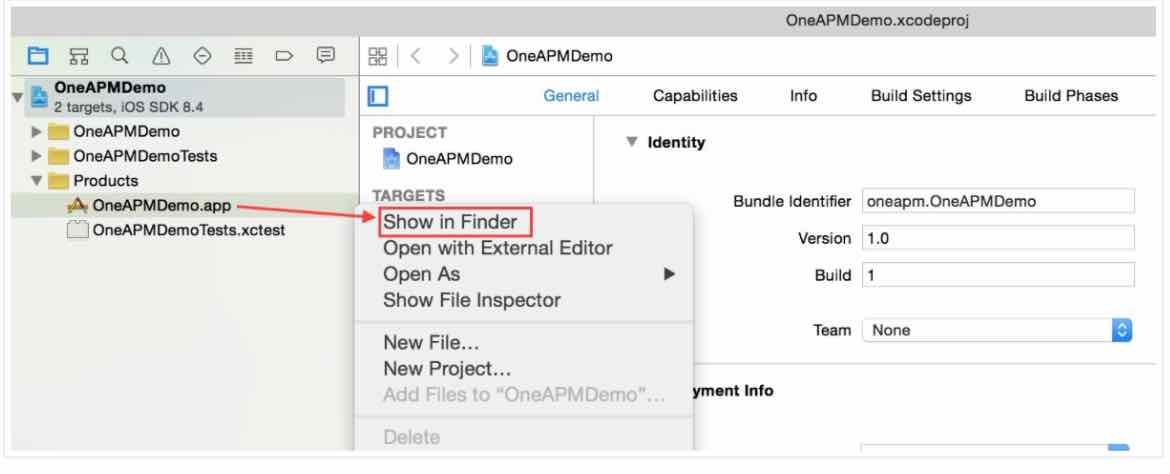 OneAPMDemo.xcodeproj
OneAPMDemo
OneAPMDemo
2 targets, iOS SDK 8.4
OneAPMDemo
OneAPMDemoTests
Products
OneAPMDemo.app
OneAPMDemoTests.xctest
General Capabilities Info Build Settings Build Phases
PROJECT
OneAPMDemo
TARGETS
Show in Finder
Open with External Editor
Open As
Show File Inspector
New File...
New Project...
Add Files to “OneAPMDemo”...
Delete
Identity
Bundle Identifier oneapm.OneAPMDemo
Version 1.0
Build 1
Team None
yment Info